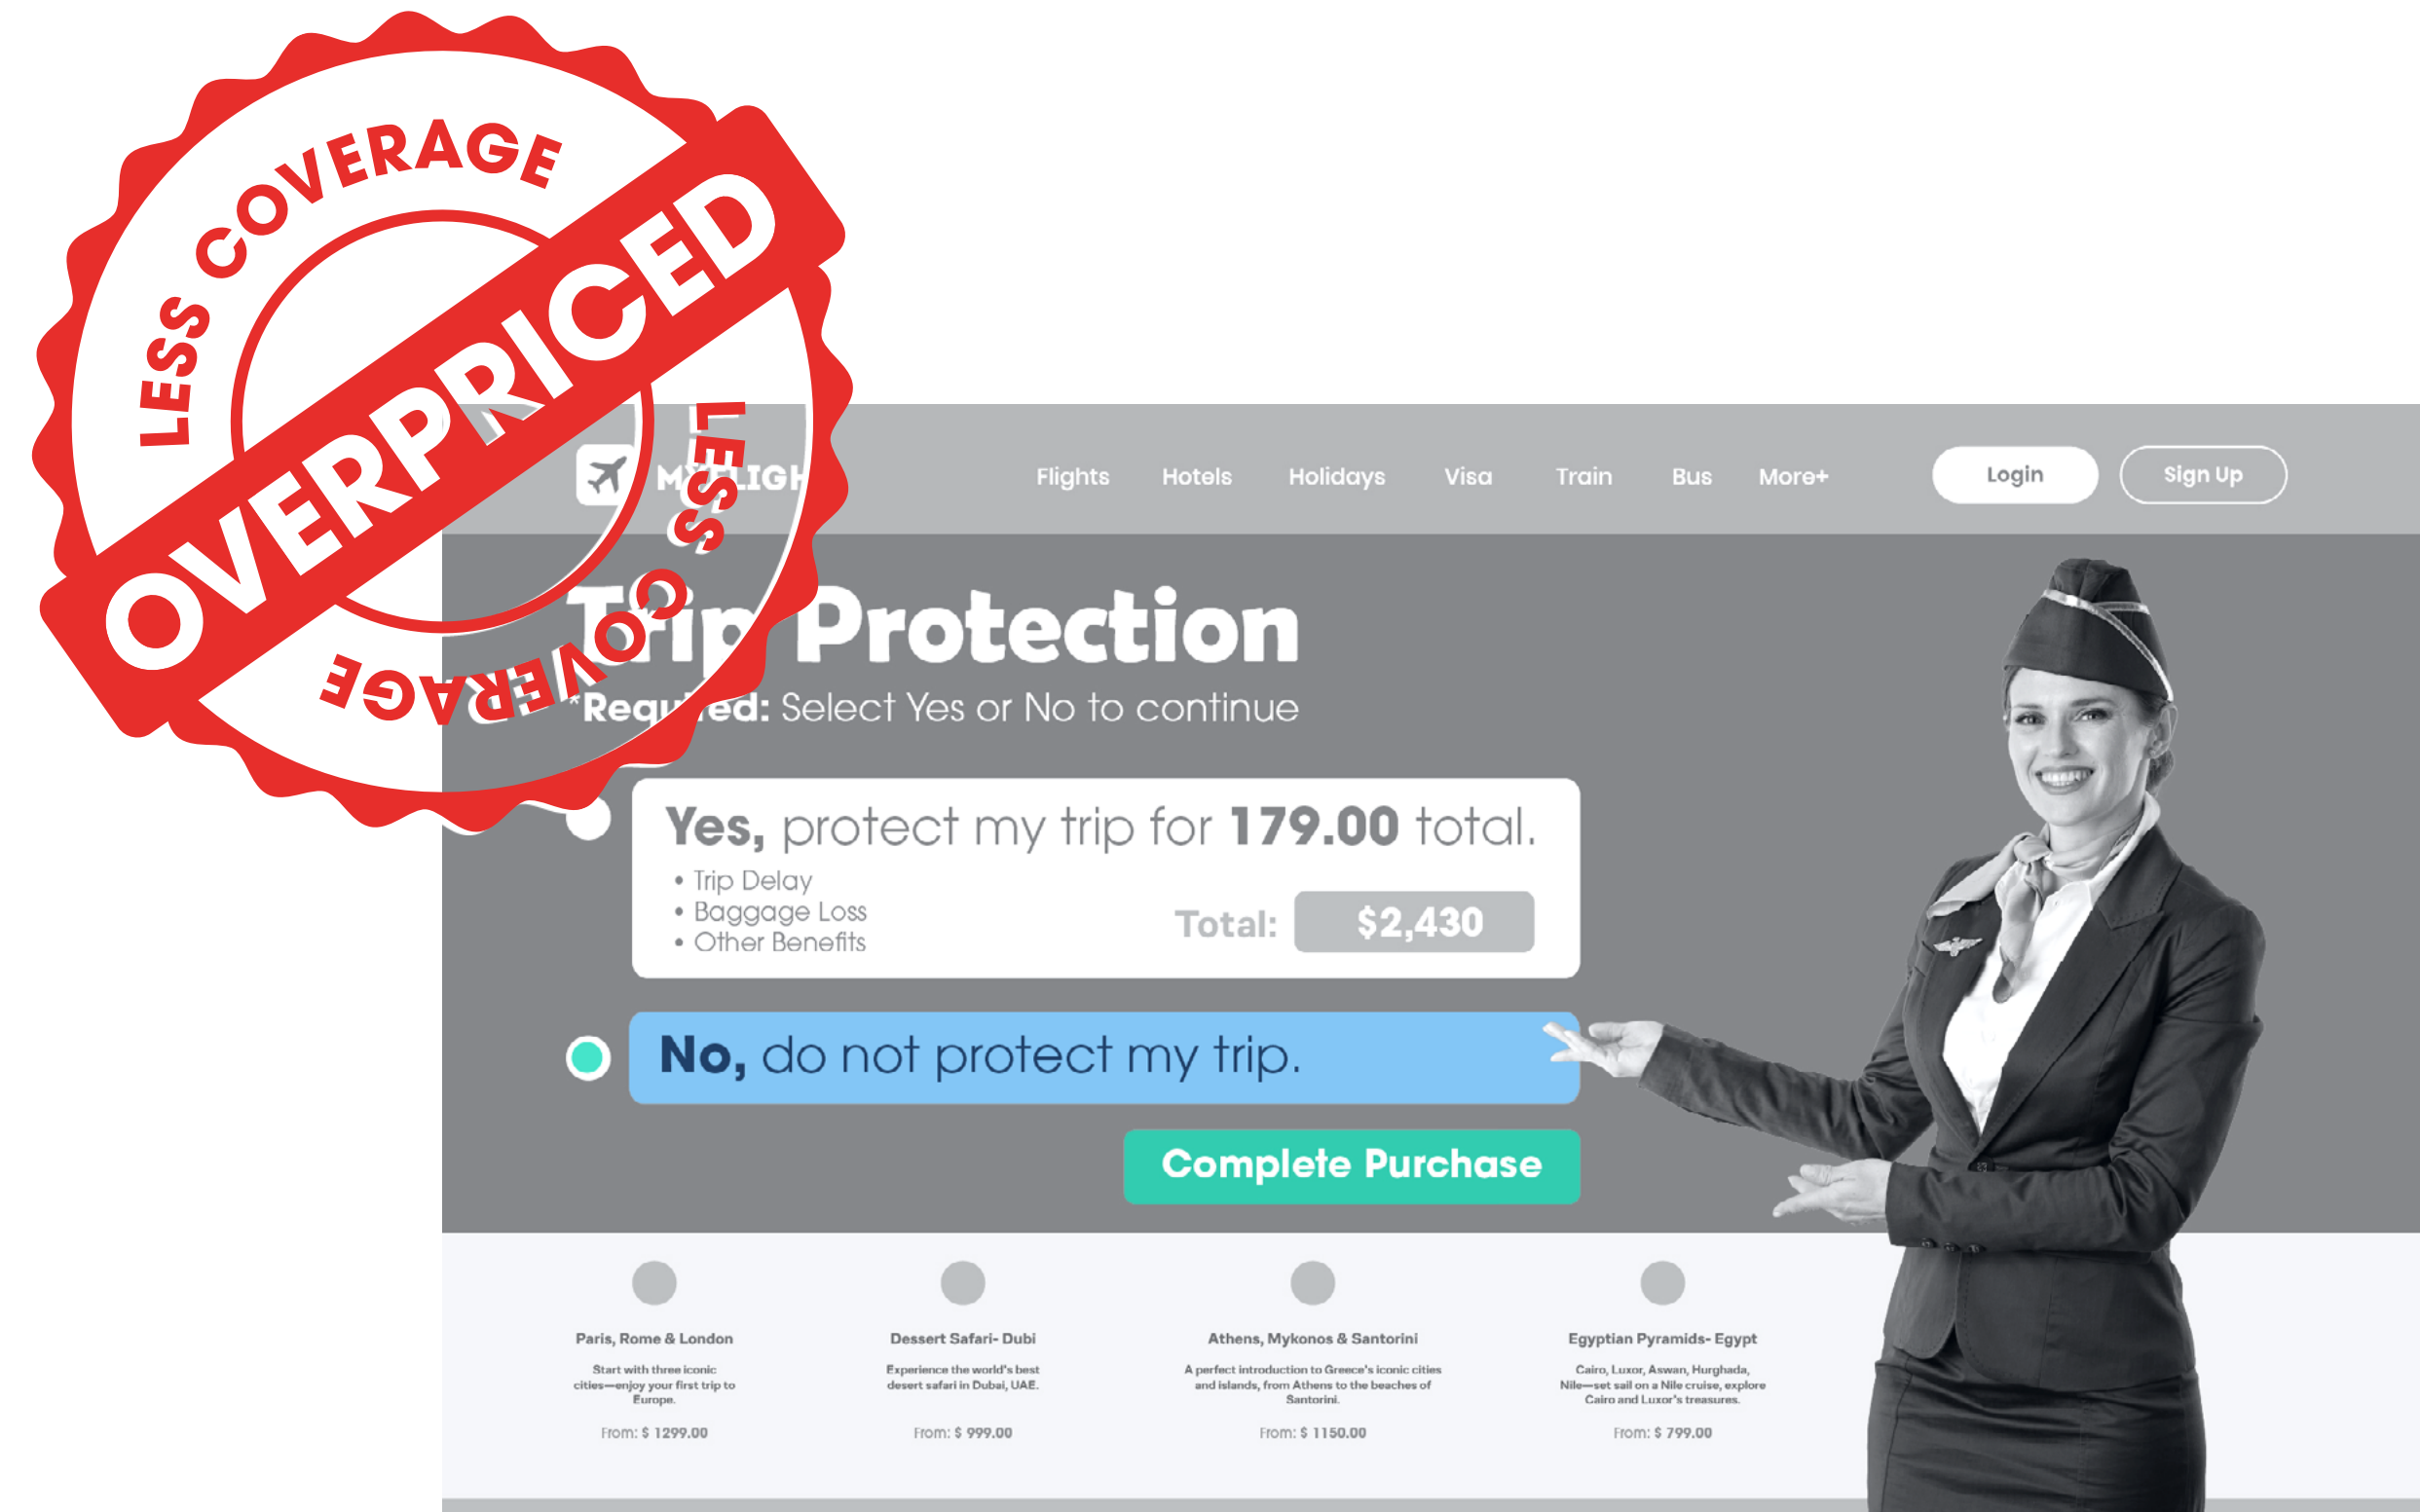 LESS COVERAGE
OVERPRICED
LESS COVERAGE
Flights Hotels Holidays Visa Train Bus More+ Login Sign Up
Trip Protection
*Required: Select Yes or No to continue
Yes, protect my trip for 179.00 total.
• Trip Delay
• Baggage Loss
• Other Benefits
Total: $2,430
No, do not protect my trip.
Complete Purchase
Paris, Rome & London
Start with three iconic
cities—enjoy your first trip to
Europe.
From: $ 1299.00
Dessert Safari- Dubi
Experience the world's best
desert safari in Dubai, UAE.
From: $ 999.00
Athens, Mykonos & Santorini
A perfect introduction to Greece's iconic cities
and islands, from Athens to the beaches of
Santorini.
From: $ 1150.00
Egyptian Pyramids- Egypt
Cairo, Luxor, Aswan, Hurghada,
Nile—set sail on a Nile cruise, explore
Cairo and Luxor's treasures.
From: $ 799.00